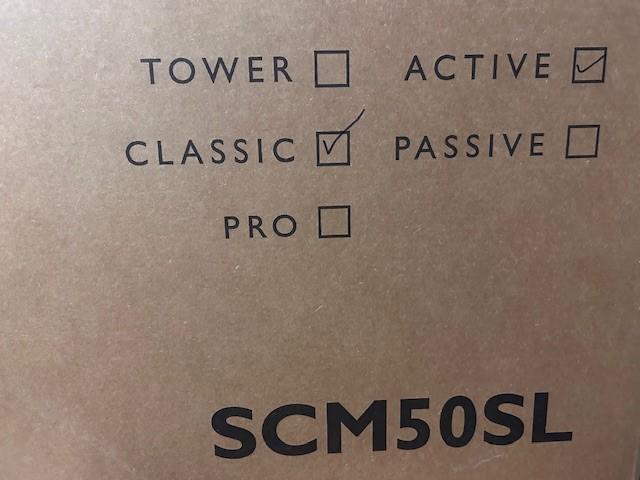 TOWER ☐ ACTIVE ☑
CLASSIC ☑ PASSIVE ☐
PRO ☐
SCM50SL